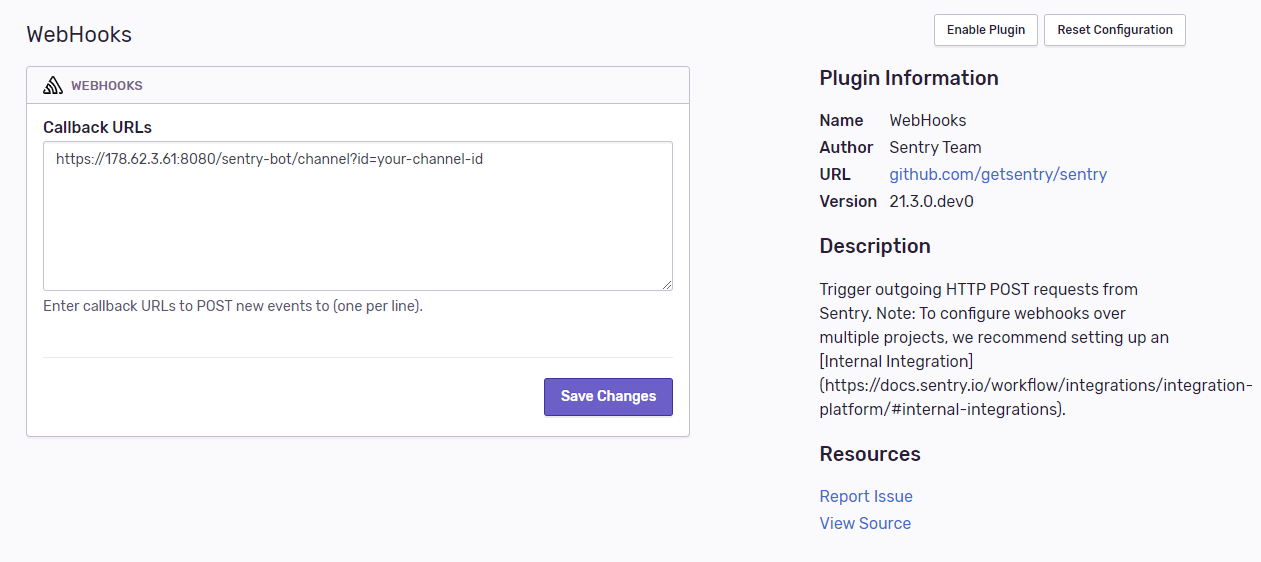 WebHooks
Enable Plugin
Reset Configuration
WEBHOOKS
Callback URLs
https://178.62.3.61:8080/sentry-bot/channel?id=your-channel-id
Enter callback URLs to POST new events to (one per line).
Save Changes
Plugin Information
Name WebHooks
Author Sentry Team
URL github.com/getsentry/sentry
Version 21.3.0.dev0
Description
Trigger outgoing HTTP POST requests from
Sentry. Note: To configure webhooks over
multiple projects, we recommend setting up an
[Internal Integration]
(https://docs.sentry.io/workflow/integrations/integration-
platform/#internal-integrations).
Resources
Report Issue
View Source